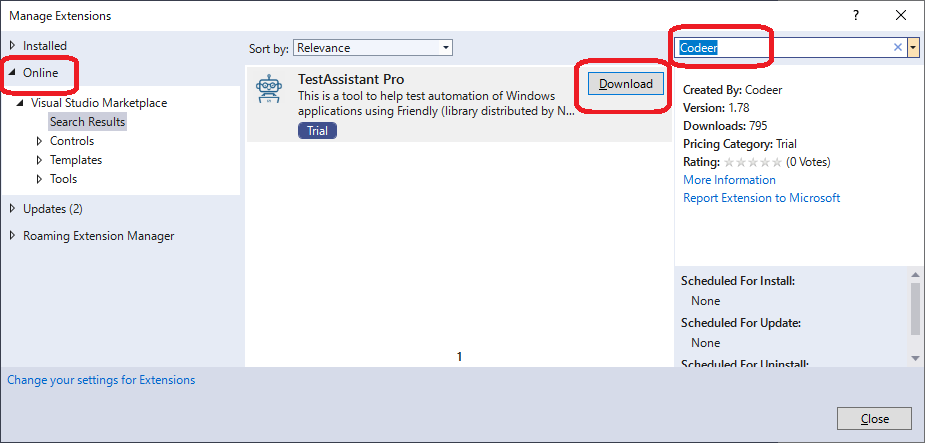 Manage Extensions
?
Installed
Online
Visual Studio Marketplace
Search Results
Controls
Templates
Tools
Updates (2)
Roaming Extension Manager
Sort by: Relevance
TestAssistant Pro
This is a tool to help test automation of Windows
applications using Friendly (library distributed by N...
Trial
Download
1
Codeer
Created By: Codeer
Version: 1.78
Downloads: 795
Pricing Category: Trial
Rating: (0 Votes)
More Information
Report Extension to Microsoft
Scheduled For Install:
None
Scheduled For Update:
None
Scheduled For Uninstall:
Change your settings for Extensions
Close